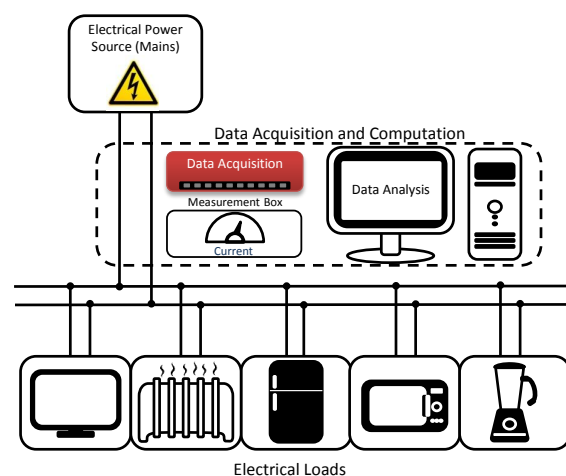 Electrical Power
Source (Mains)
Data Acquisition and Computation
Data Acquisition
Measurement Box
Current
Data Analysis
Electrical Loads